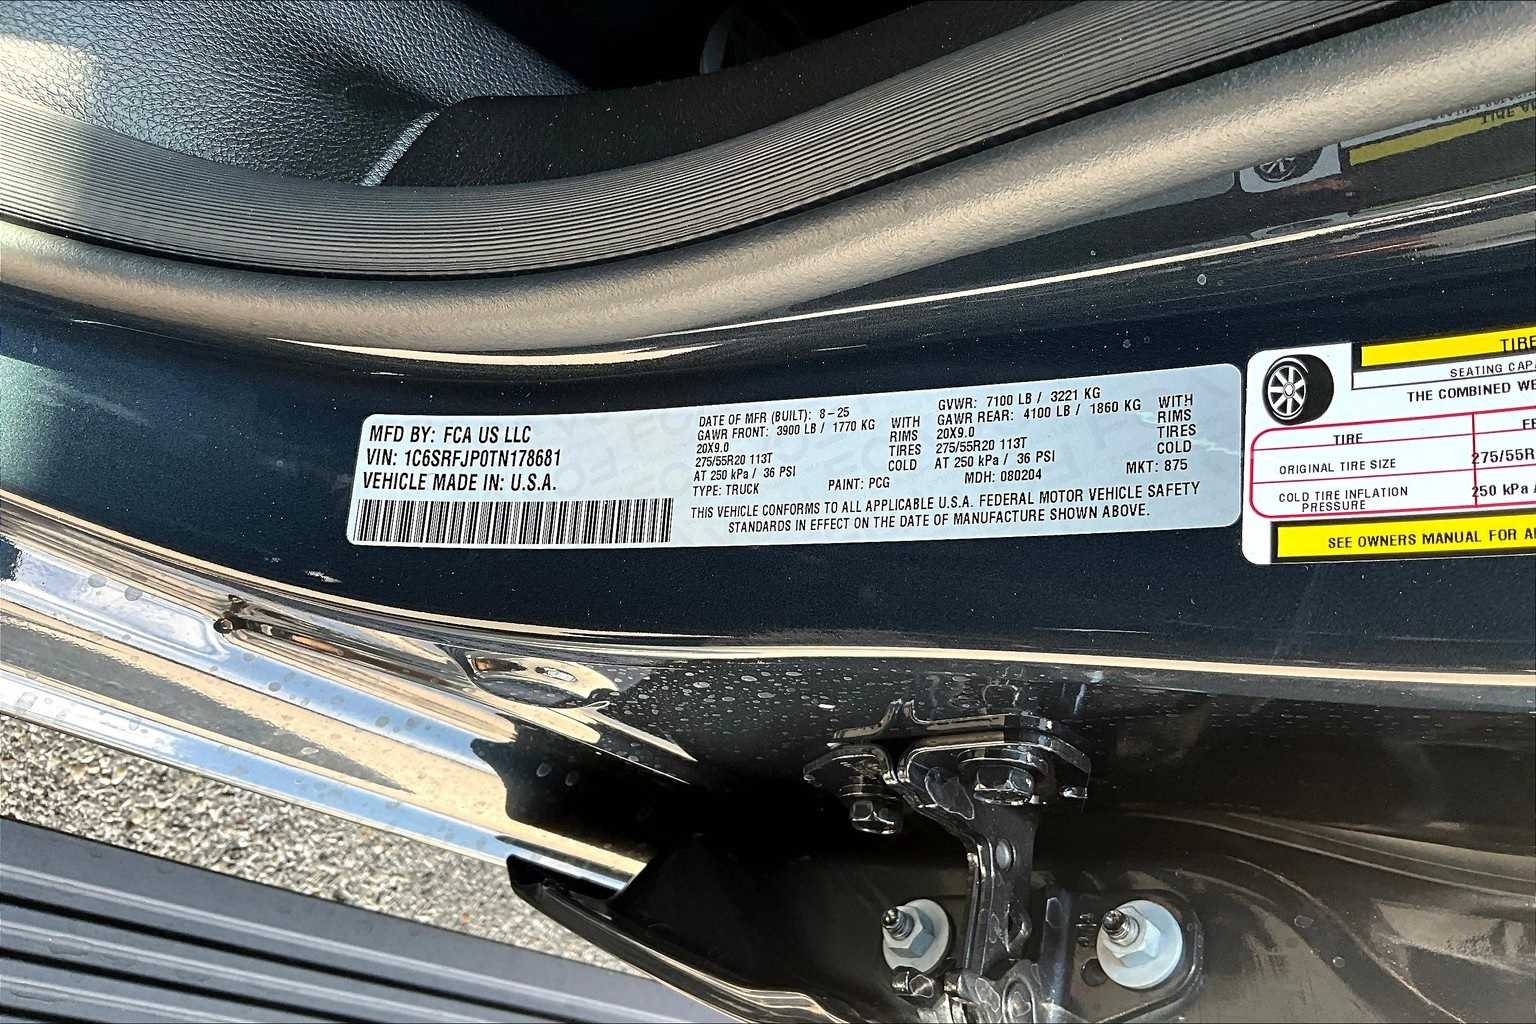 MFD BY: FCA US LLC
VIN: 1C6SRFJP0TN178681
VEHICLE MADE IN: U.S.A.
DATE OF MFR (BUILT): 8-25
GAWR FRONT: 3900 LB / 1770 KG WITH
20X9.0 RIMS
275/55R20 113T TIRES
AT 250 kPa / 36 PSI COLD
TYPE: TRUCK PAINT: PCG
GVWR: 7100 LB / 3221 KG
GAWR REAR: 4100 LB / 1860 KG WITH
20X9.0 RIMS
275/55R20 113T TIRES
AT 250 kPa / 36 PSI COLD
MDH: 080204 MKT: 875
THIS VEHICLE CONFORMS TO ALL APPLICABLE U.S.A. FEDERAL MOTOR VEHICLE SAFETY
STANDARDS IN EFFECT ON THE DATE OF MANUFACTURE SHOWN ABOVE.
TIRE
SEATING CAP
THE COMBINED WE
TIRE
ORIGINAL TIRE SIZE 275/55R
COLD TIRE INFLATION 250 kPa /
PRESSURE
SEE OWNERS MANUAL FOR